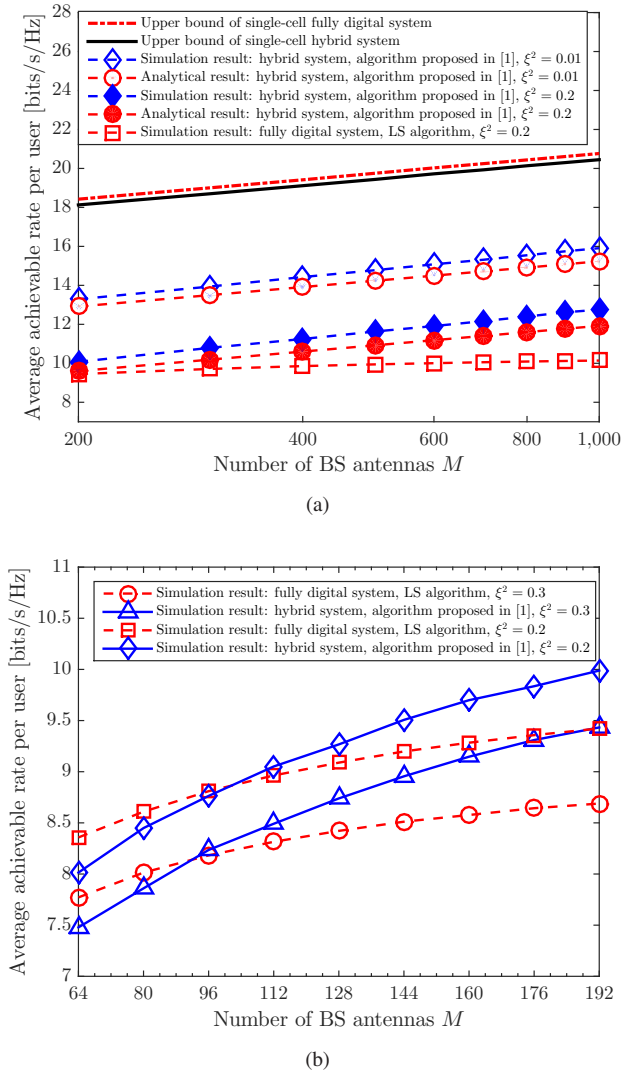 28
26
24
22
20
18
16
14
12
10
8
Average achievable rate per user [bits/s/Hz]
Upper bound of single-cell fully digital system
Upper bound of single-cell hybrid system
Simulation result: hybrid system, algorithm proposed in [1], ξ² = 0.01
Analytical result: hybrid system, algorithm proposed in [1], ξ² = 0.01
Simulation result: hybrid system, algorithm proposed in [1], ξ² = 0.2
Analytical result: hybrid system, algorithm proposed in [1], ξ² = 0.2
Simulation result: fully digital system, LS algorithm, ξ² = 0.2
200 400 600 800 1,000
Number of BS antennas M
(a)
11
10.5
10
9.5
9
8.5
8
7.5
7
Average achievable rate per user [bits/s/Hz]
Simulation result: fully digital system, LS algorithm, ξ² = 0.3
Simulation result: hybrid system, algorithm proposed in [1], ξ² = 0.3
Simulation result: fully digital system, LS algorithm, ξ² = 0.2
Simulation result: hybrid system, algorithm proposed in [1], ξ² = 0.2
64 80 96 112 128 144 160 176 192
Number of BS antennas M
(b)